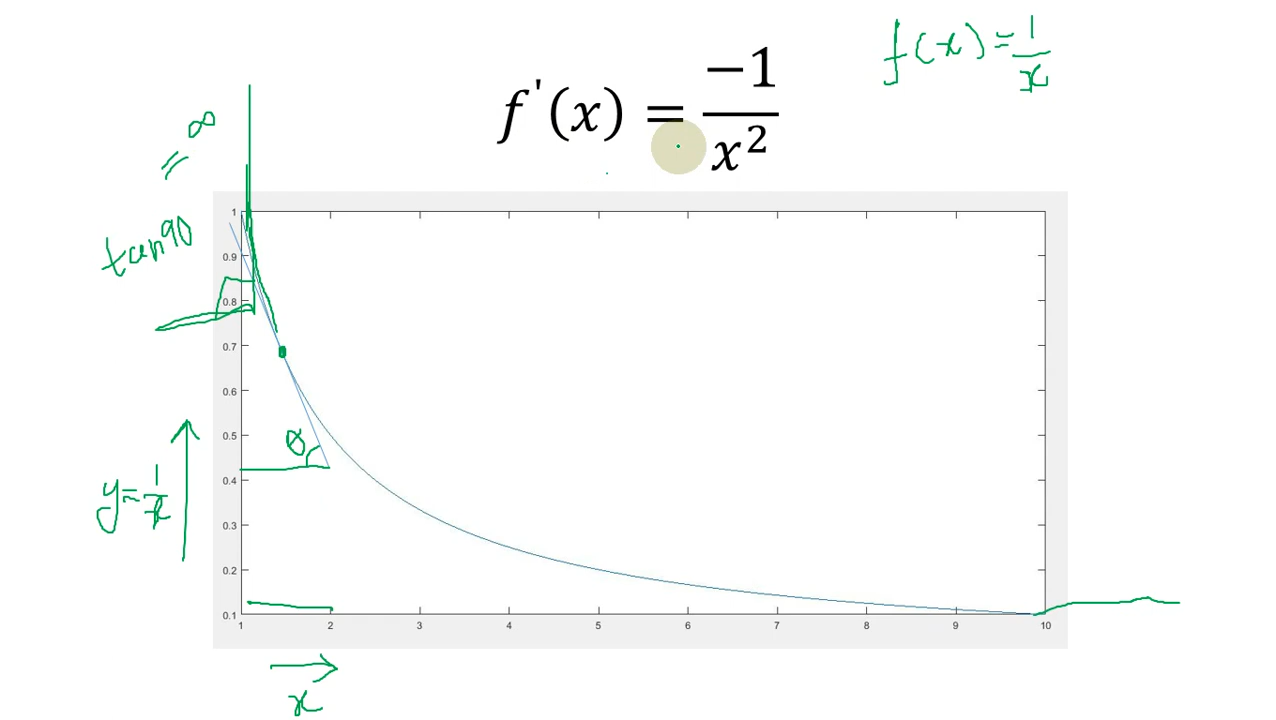 f(x)=1/x
f'(x) = -1/x²
= ∞
tan90
1
0.9
0.8
0.7
0.6
0.5
0.4
0.3
0.2
0.1
θ
y=1/x
1 2 3 4 5 6 7 8 9 10
x